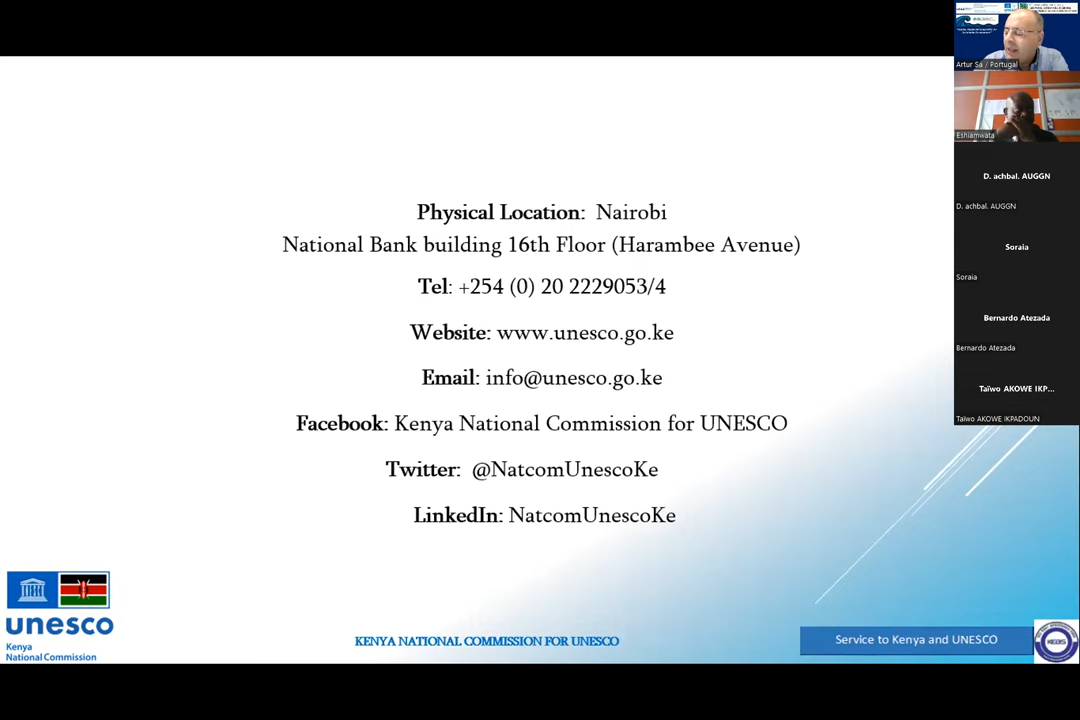 Physical Location: Nairobi
National Bank building 16th Floor (Harambee Avenue)
Tel: +254 (0) 20 2229053/4
Website: www.unesco.go.ke
Email: info@unesco.go.ke
Facebook: Kenya National Commission for UNESCO
Twitter: @NatcomUnescoKe
LinkedIn: NatcomUnescoKe
unesco
Kenya
National Commission
KENYA NATIONAL COMMISSION FOR UNESCO
Service to Kenya and UNESCO
Artur Sá / Portugal
Eshiamwata
D. achbal. AUGGN
D. achbal. AUGGN
Soraia
Soraia
Bernardo Atezada
Bernardo Atezada
Taïwo AKOWE IKP...
Taïwo AKOWE IKPADOUN